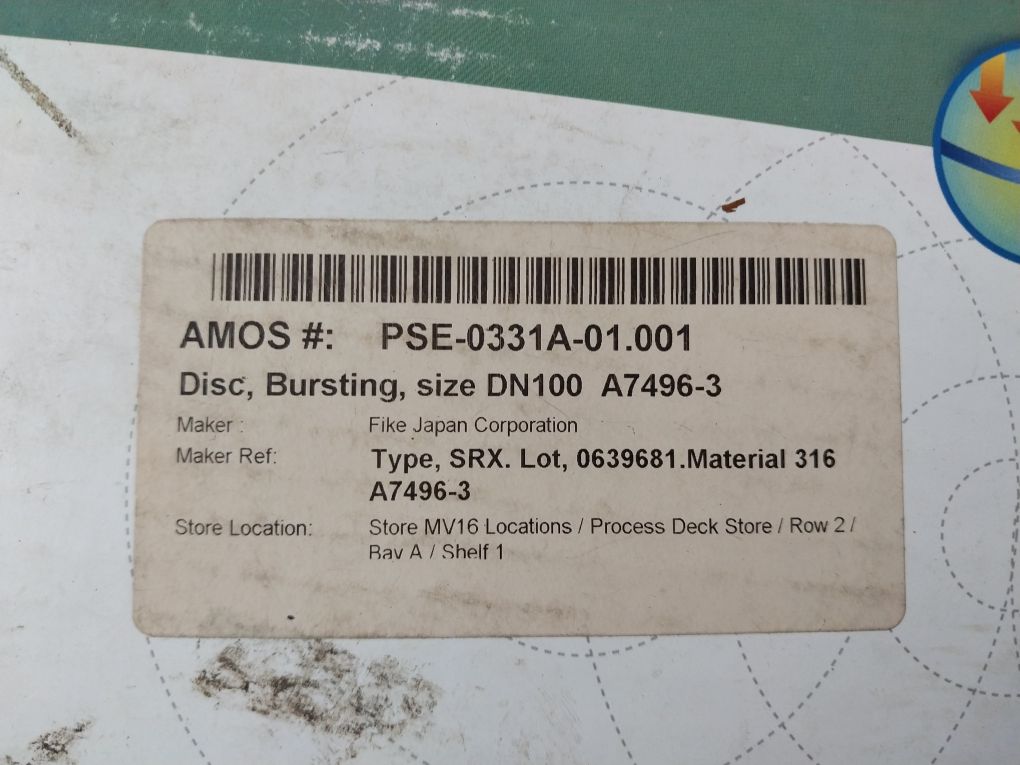 AMOS #: PSE-0331A-01.001
Disc, Bursting, size DN100 A7496-3
Maker : Fike Japan Corporation
Maker Ref: Type, SRX. Lot, 0639681.Material 316
A7496-3
Store Location: Store MV16 Locations / Process Deck Store / Row 2 /
Bay A / Shelf 1